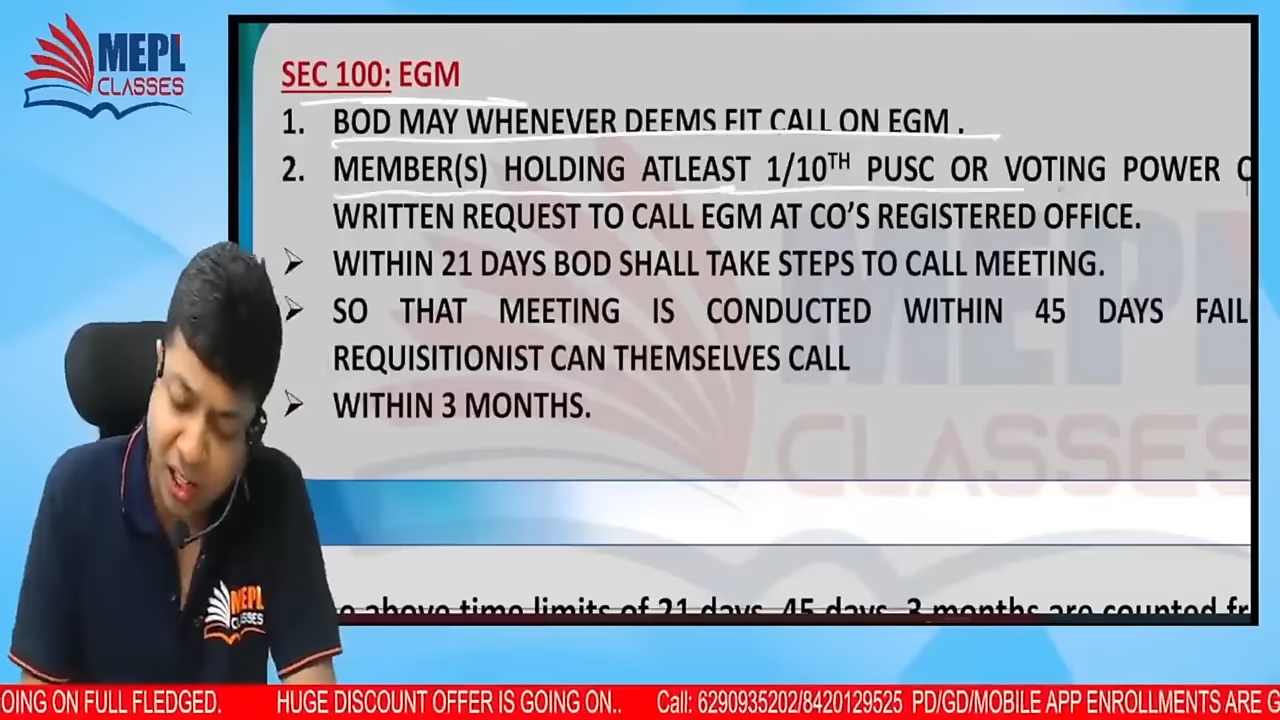 MEPL
CLASSES
SEC 100: EGM
1. BOD MAY WHENEVER DEEMS FIT CALL ON EGM .
2. MEMBER(S) HOLDING ATLEAST 1/10TH PUSC OR VOTING POWER
WRITTEN REQUEST TO CALL EGM AT CO'S REGISTERED OFFICE.
➢ WITHIN 21 DAYS BOD SHALL TAKE STEPS TO CALL MEETING.
➢ SO THAT MEETING IS CONDUCTED WITHIN 45 DAYS FAIL
REQUISITIONIST CAN THEMSELVES CALL
➢ WITHIN 3 MONTHS.
MEPL
CLASSES
above time limits of 21 days, 45 days, 3 months are counted
MEPL
CLASSES
OING ON FULL FLEDGED. HUGE DISCOUNT OFFER IS GOING ON.. Call: 6290935202/8420129525 PD/GD/MOBILE APP ENROLLMENTS ARE G